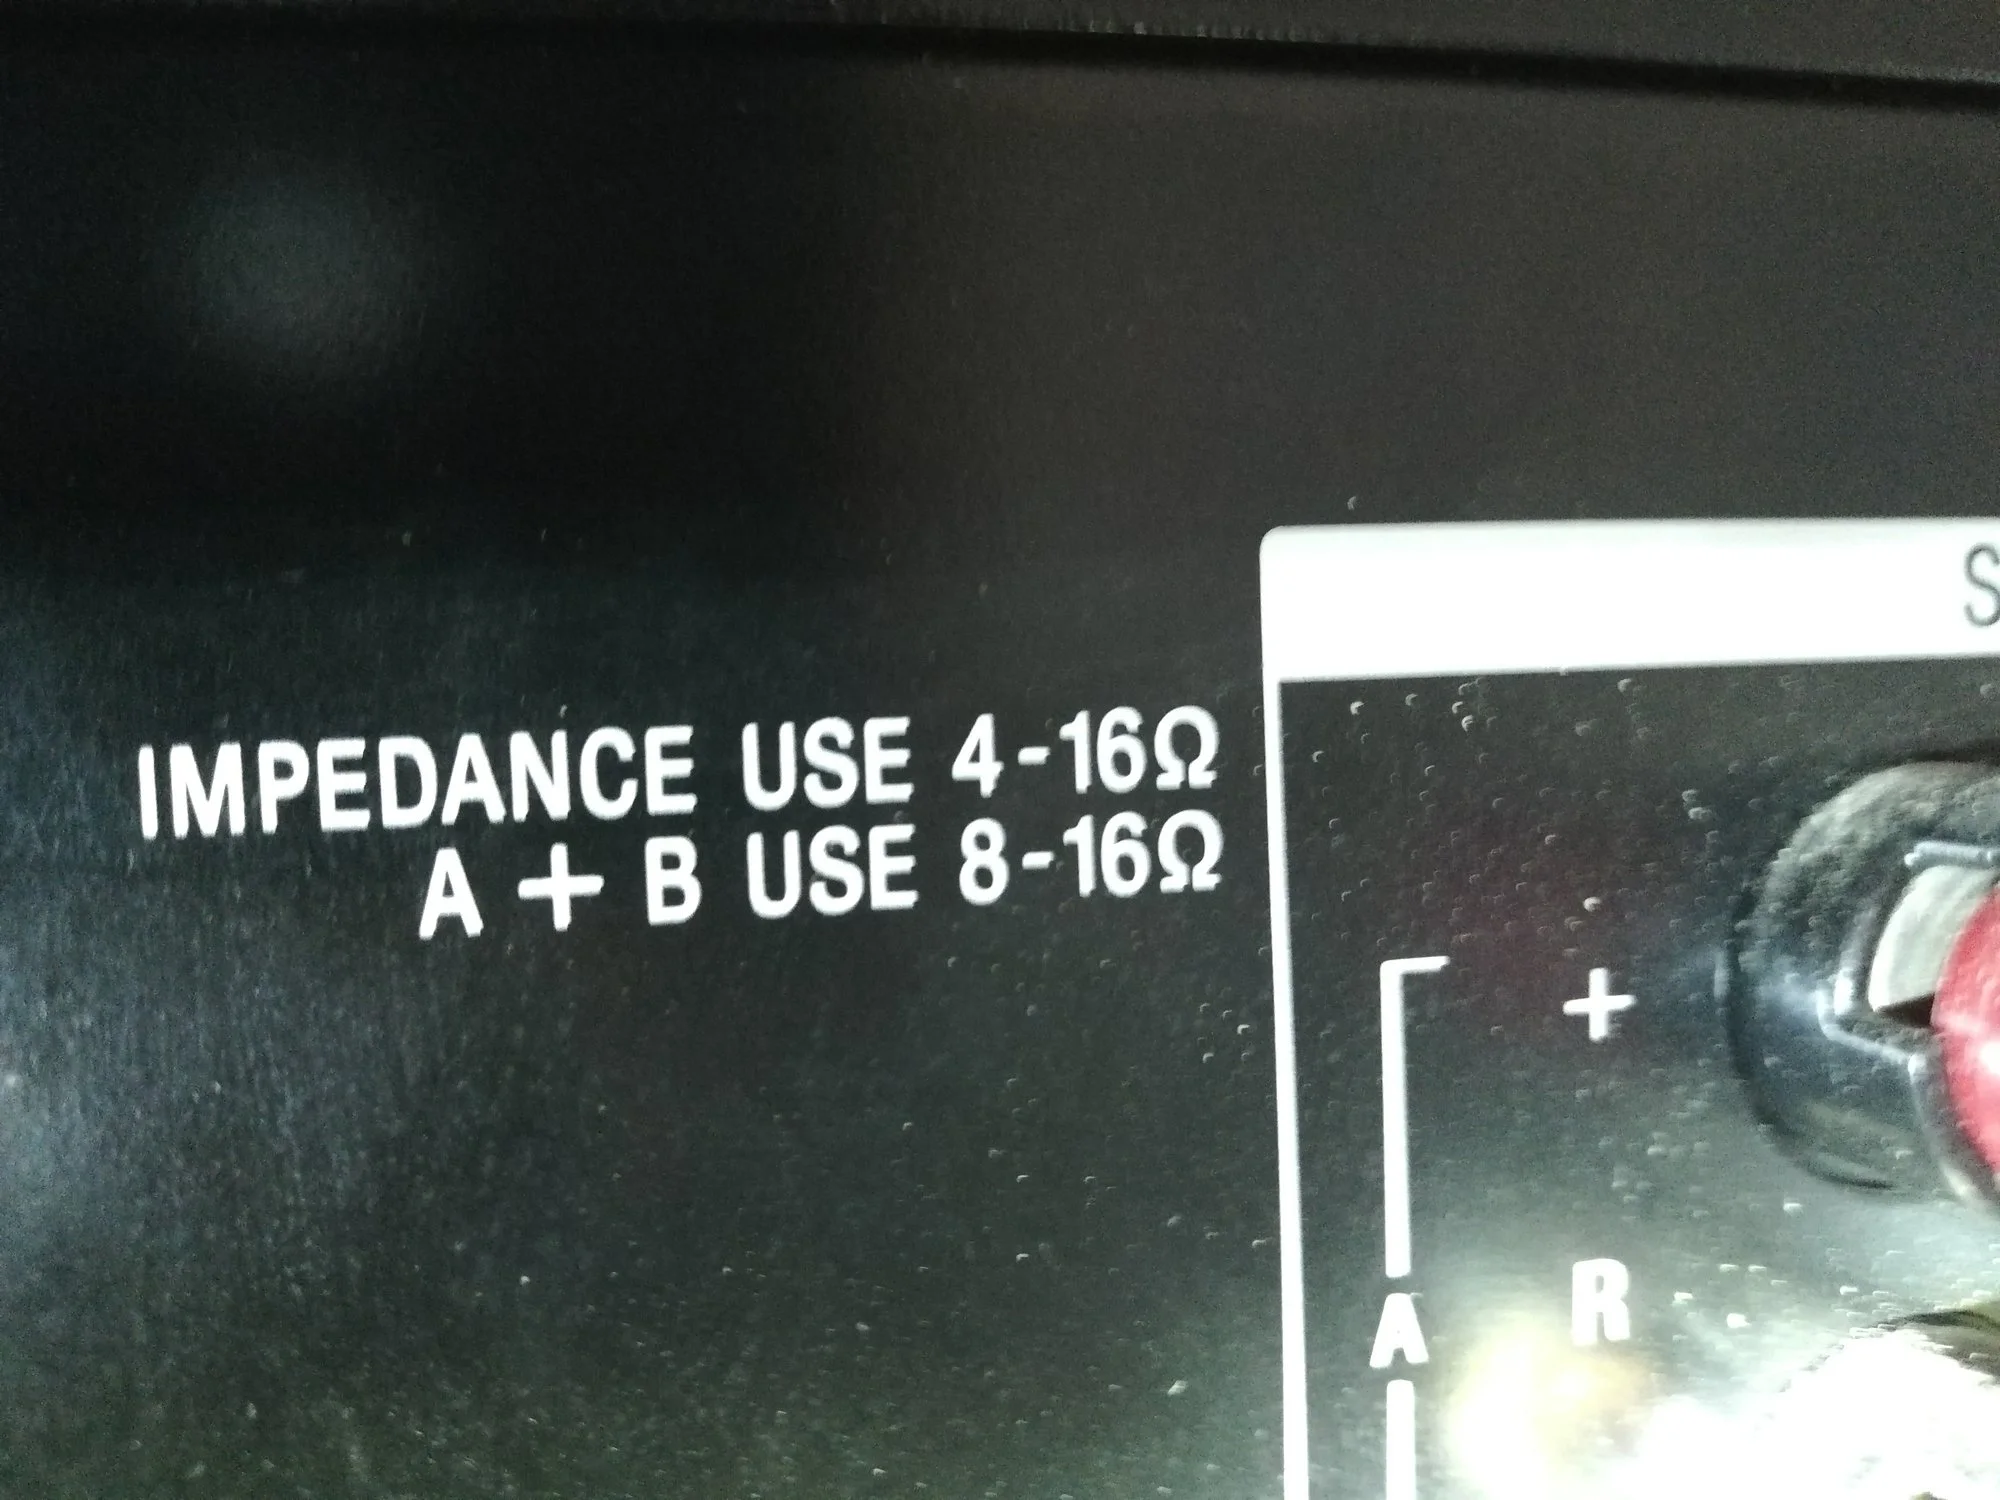 IMPEDANCE USE 4-16Ω
A + B USE 8-16Ω
S
+
A
R